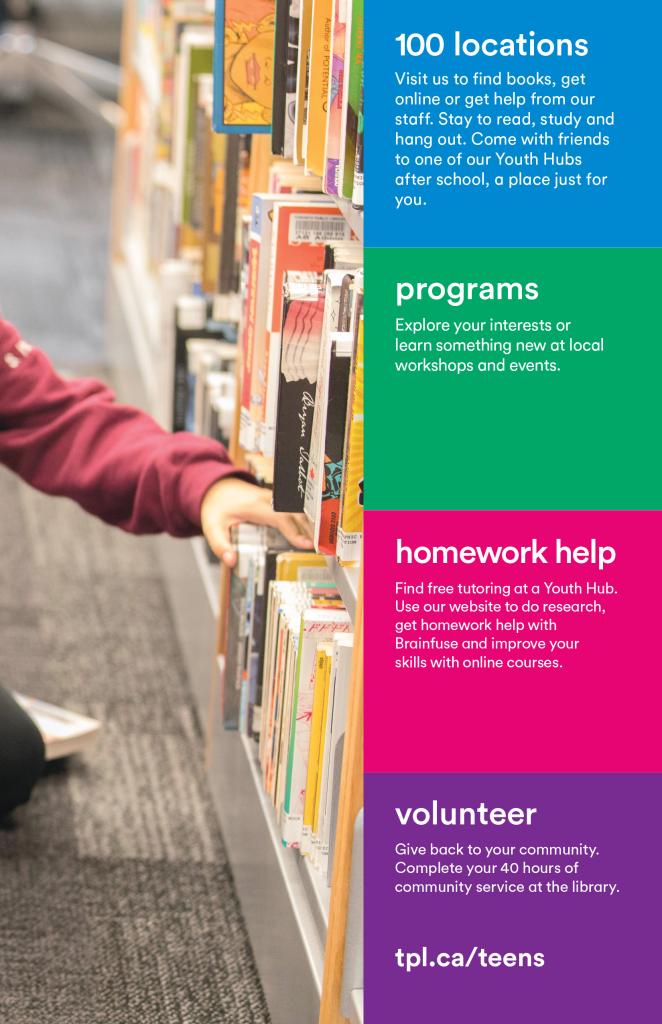 100 locations
Visit us to find books, get
online or get help from our
staff. Stay to read, study and
hang out. Come with friends
to one of our Youth Hubs
after school, a place just for
you.
programs
Explore your interests or
learn something new at local
workshops and events.
homework help
Find free tutoring at a Youth Hub.
Use our website to do research,
get homework help with
Brainfuse and improve your
skills with online courses.
volunteer
Give back to your community.
Complete your 40 hours of
community service at the library.
tpl.ca/teens
Author of POTENTIAL
Bryan Talbot